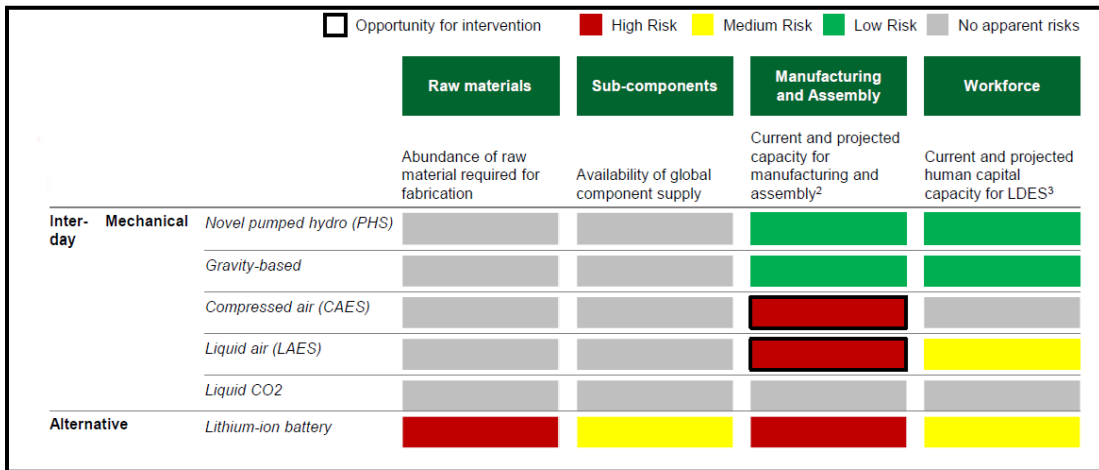 Opportunity for intervention High Risk Medium Risk Low Risk No apparent risks
Raw materials Sub-components Manufacturing and Assembly Workforce
Abundance of raw material required for fabrication
Availability of global component supply
Current and projected capacity for manufacturing and assembly²
Current and projected human capital capacity for LDES³
Inter-day Mechanical Novel pumped hydro (PHS)
Gravity-based
Compressed air (CAES)
Liquid air (LAES)
Liquid CO2
Alternative Lithium-ion battery